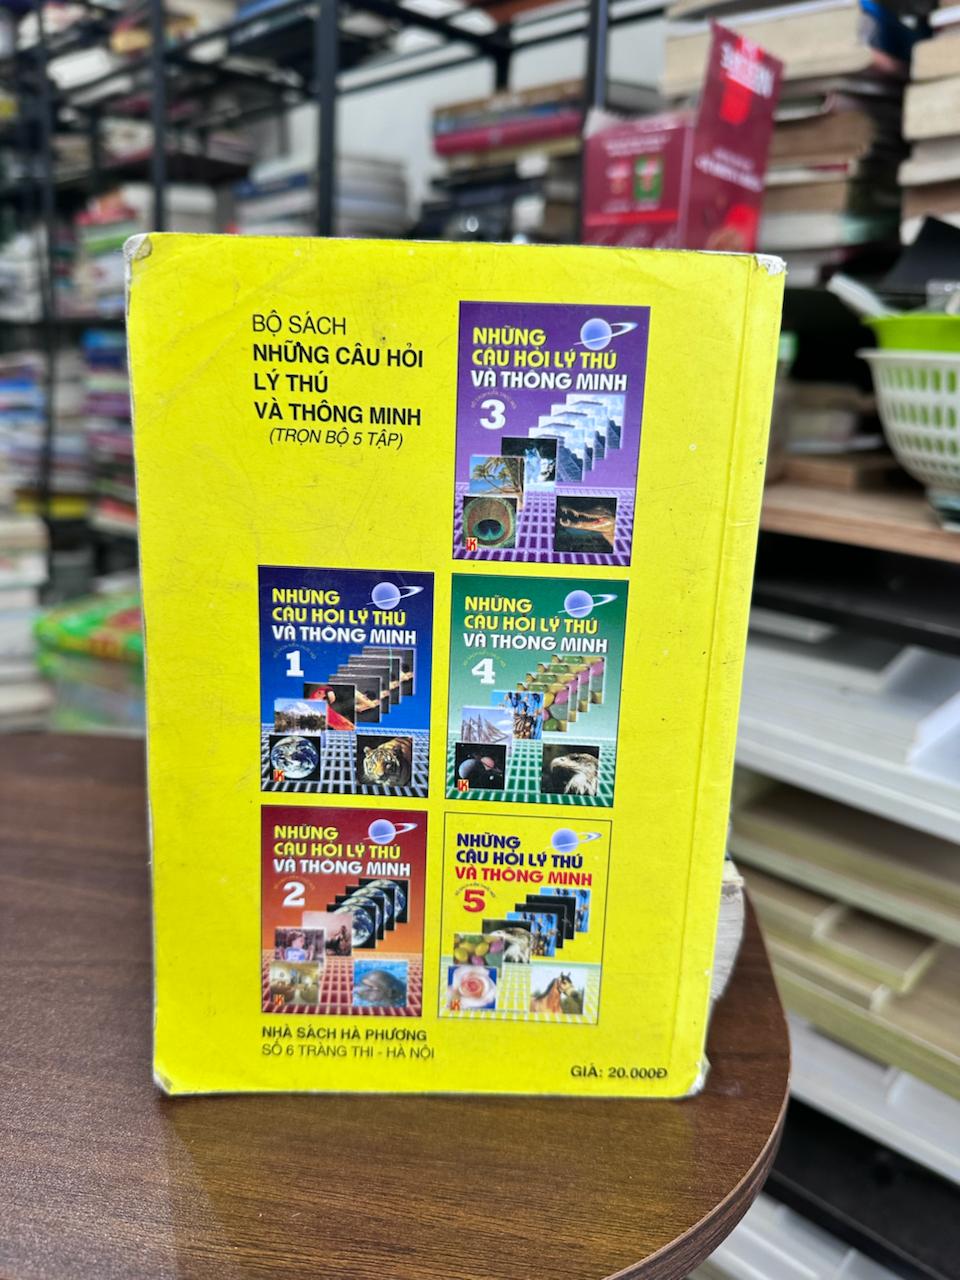 BỘ SÁCH
NHỮNG CÂU HỎI
LÝ THÚ
VÀ THÔNG MINH
(TRỌN BỘ 5 TẬP)
NHỮNG
CÂU HỎI LÝ THÚ
VÀ THÔNG MINH
3
NHỮNG
CÂU HỎI LÝ THÚ
VÀ THÔNG MINH
1
NHỮNG
CÂU HỎI LÝ THÚ
VÀ THÔNG MINH
4
NHỮNG
CÂU HỎI LÝ THÚ
VÀ THÔNG MINH
2
NHỮNG
CÂU HỎI LÝ THÚ
VÀ THÔNG MINH
5
NHÀ SÁCH HÀ PHƯƠNG
SỐ 6 TRÀNG THI - HÀ NỘI
GIÁ: 20.000Đ